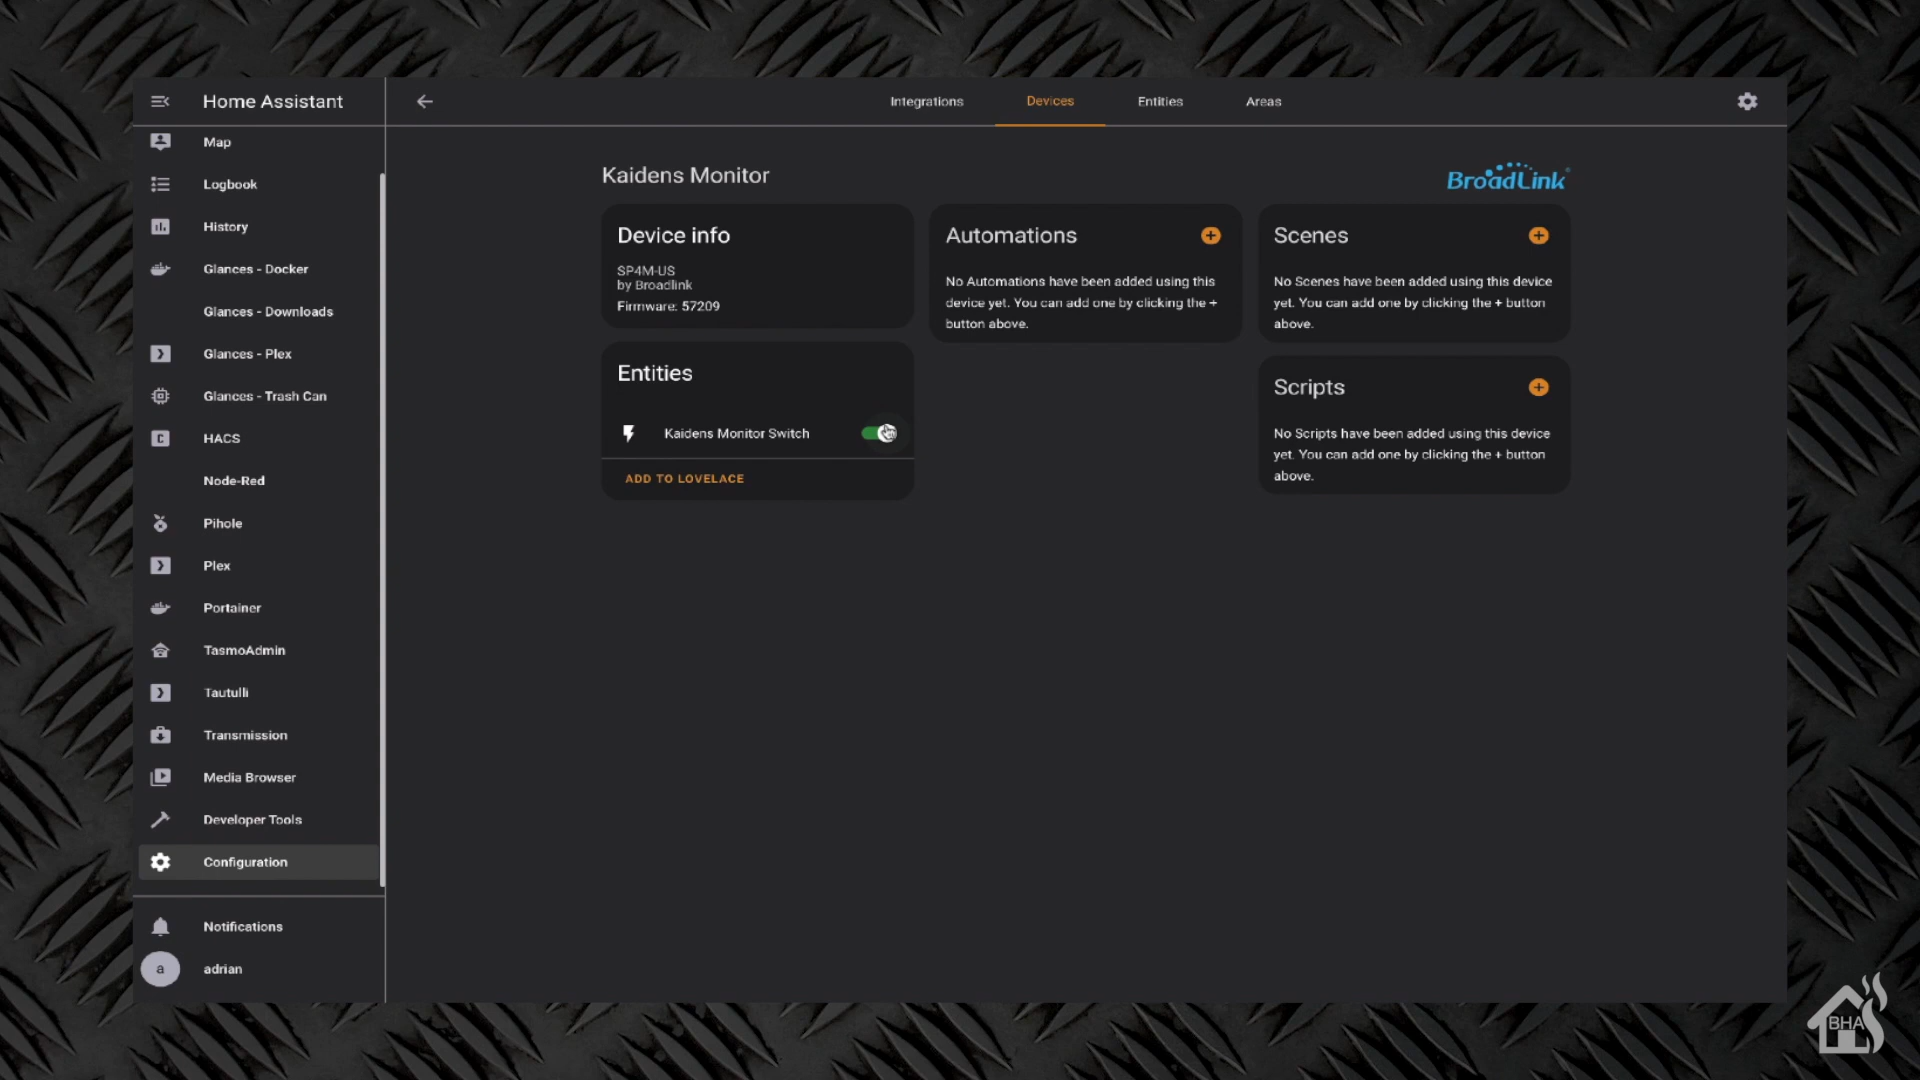 Home Assistant
Map
Logbook
History
Glances - Docker
Glances - Downloads
Glances - Plex
Glances - Trash Can
HACS
Node-Red
Pihole
Plex
Portainer
TasmoAdmin
Tautulli
Transmission
Media Browser
Developer Tools
Configuration
Notifications
a
adrian
Integrations
Devices
Entities
Areas
Kaidens Monitor
BroadLink
Device info
SP4M-US
by Broadlink
Firmware: 57209
Entities
Kaidens Monitor Switch
ADD TO LOVELACE
Automations
No Automations have been added using this
device yet. You can add one by clicking the +
button above.
Scenes
No Scenes have been added using this device
yet. You can add one by clicking the + button
above.
Scripts
No Scripts have been added using this device
yet. You can add one by clicking the + button
above.
BHA